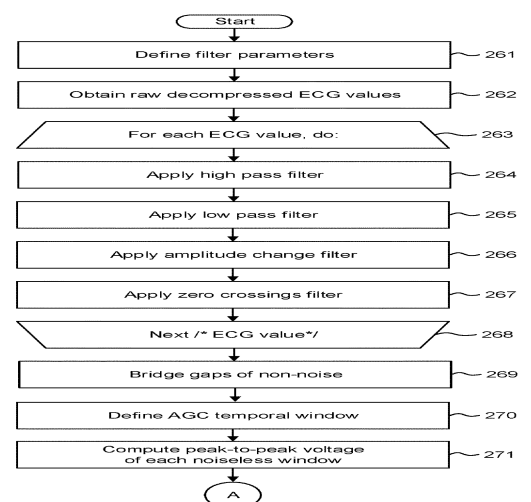 Start
Define filter parameters 261
Obtain raw decompressed ECG values 262
For each ECG value, do: 263
Apply high pass filter 264
Apply low pass filter 265
Apply amplitude change filter 266
Apply zero crossings filter 267
Next /* ECG value*/ 268
Bridge gaps of non-noise 269
Define AGC temporal window 270
Compute peak-to-peak voltage
of each noiseless window 271
A